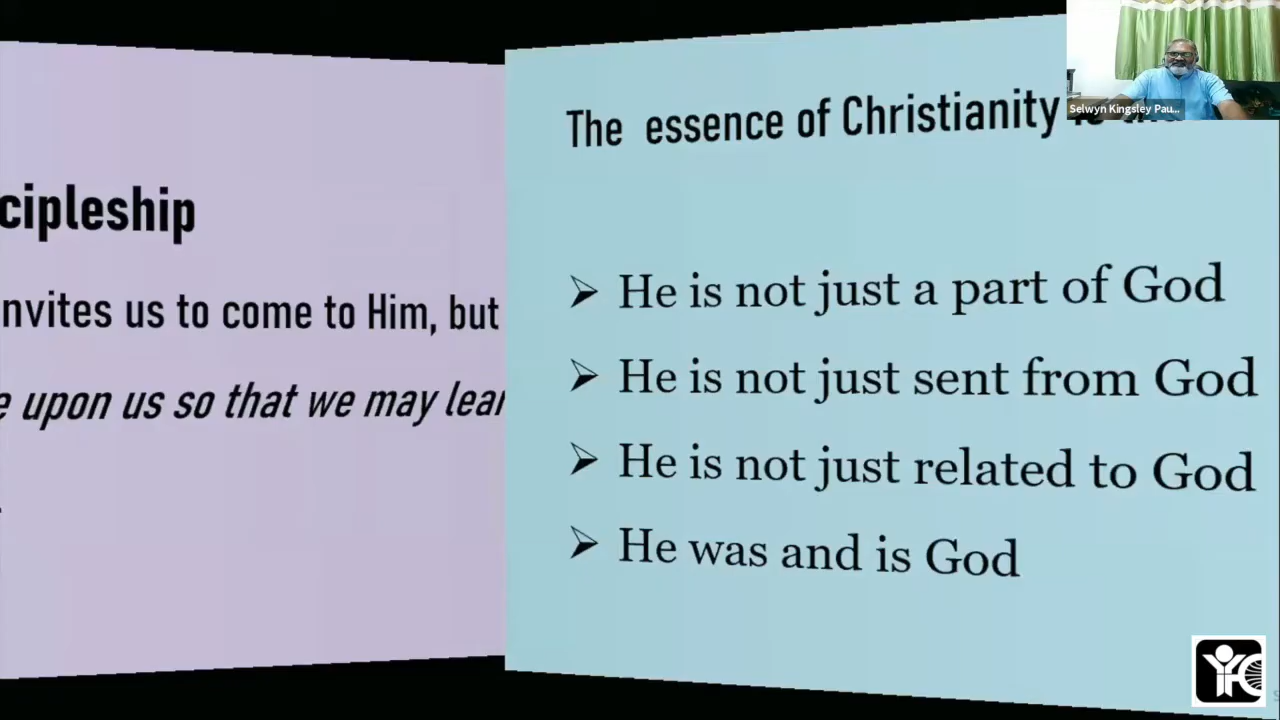 cipleship
nvites us to come to Him, but
upon us so that we may lear
The essence of Christianity
➢ He is not just a part of God
➢ He is not just sent from God
➢ He is not just related to God
➢ He was and is God
Selwyn Kingsley Pau...
YFC